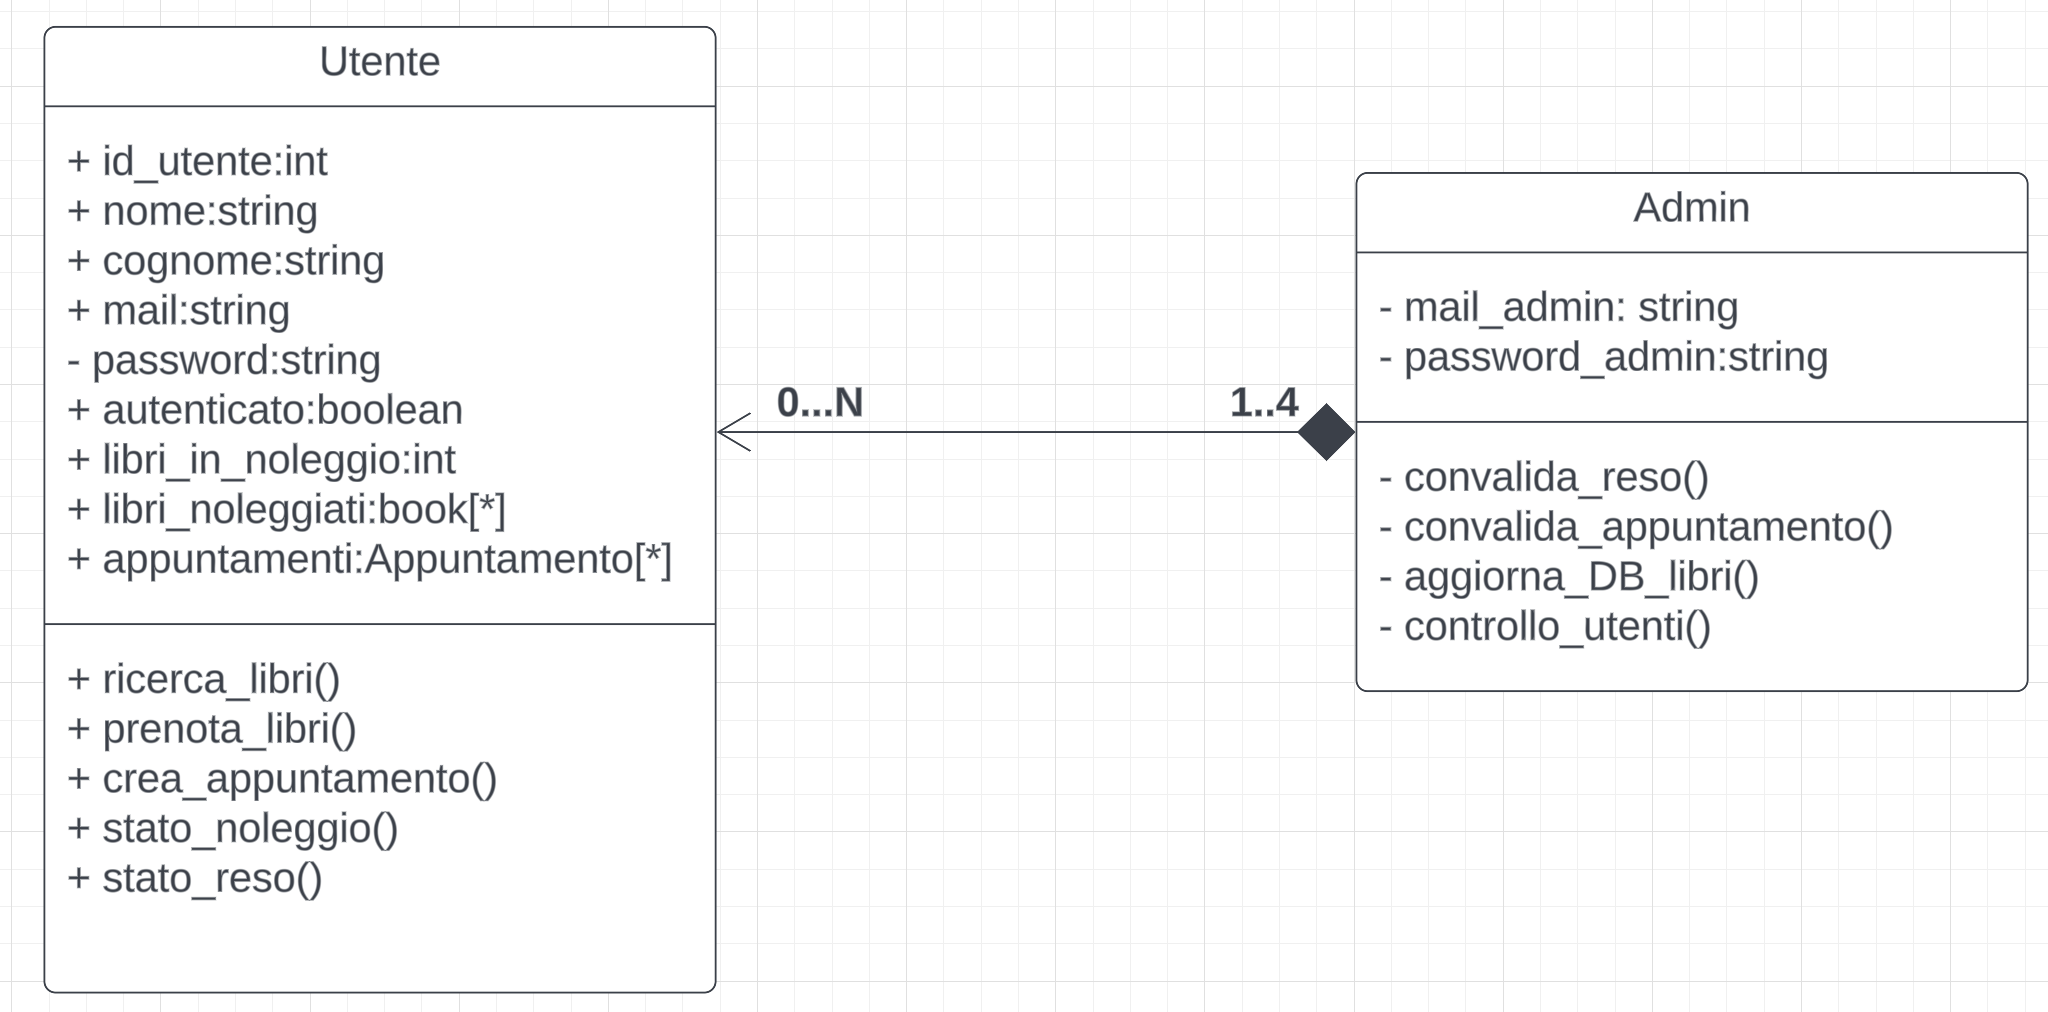 Utente
+ id_utente:int
+ nome:string
+ cognome:string
+ mail:string
- password:string
+ autenticato:boolean
+ libri_in_noleggio:int
+ libri_noleggiati:book[*]
+ appuntamenti:Appuntamento[*]
+ ricerca_libri()
+ prenota_libri()
+ crea_appuntamento()
+ stato_noleggio()
+ stato_reso()
0...N
1..4
Admin
- mail_admin: string
- password_admin:string
- convalida_reso()
- convalida_appuntamento()
- aggiorna_DB_libri()
- controllo_utenti()